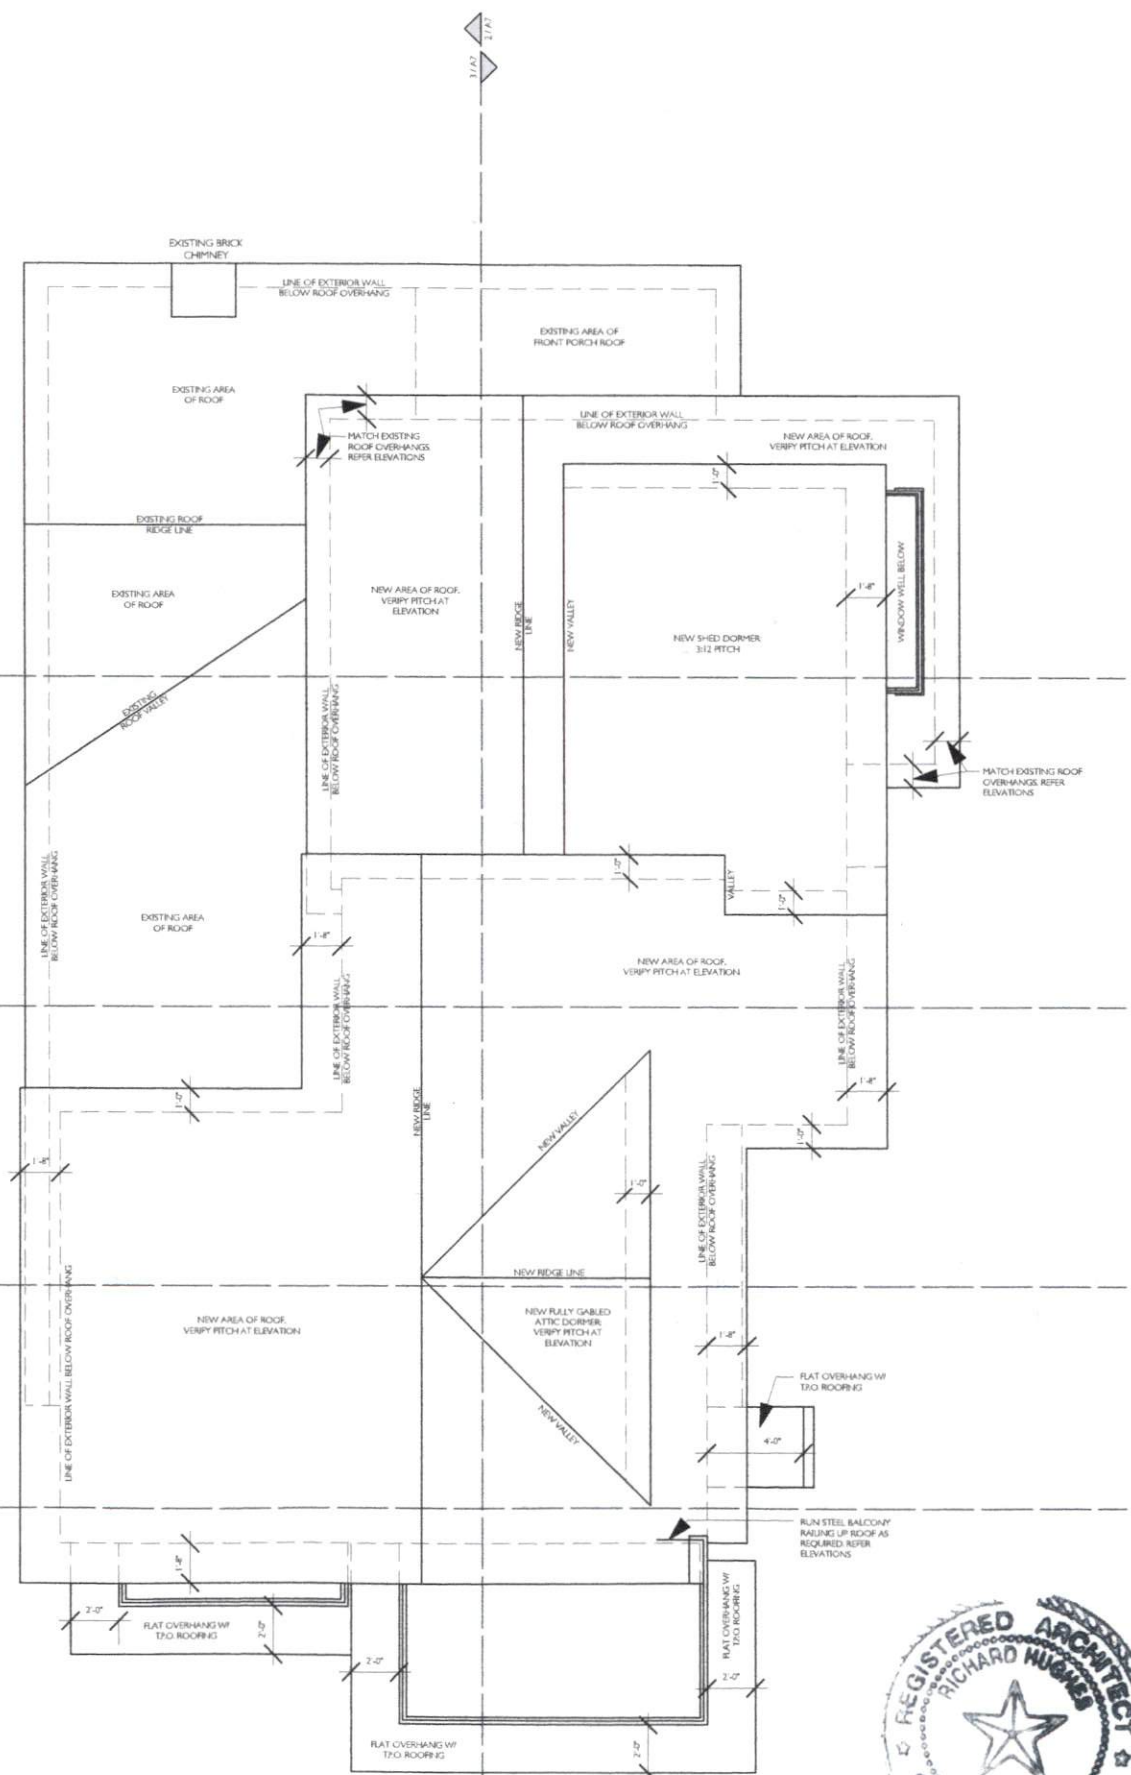 2 / A7
3 / A7
EXISTING BRICK
CHIMNEY
LINE OF EXTERIOR WALL
BELOW ROOF OVERHANG
EXISTING AREA OF
FRONT PORCH ROOF
EXISTING AREA
OF ROOF
MATCH EXISTING
ROOF OVERHANGS.
REFER ELEVATIONS
LINE OF EXTERIOR WALL
BELOW ROOF OVERHANG
NEW AREA OF ROOF.
VERIFY PITCH AT ELEVATION
1'-0"
EXISTING ROOF
RIDGE LINE
EXISTING AREA
OF ROOF
NEW AREA OF ROOF.
VERIFY PITCH AT
ELEVATION
NEW RIDGE
LINE
NEW VALLEY
NEW SHED DORMER
3:12 PITCH
1'-8"
WINDOW WELL BELOW
EXISTING
ROOF VALLEY
LINE OF EXTERIOR WALL
BELOW ROOF OVERHANG
MATCH EXISTING ROOF
OVERHANGS. REFER
ELEVATIONS
LINE OF EXTERIOR WALL
BELOW ROOF OVERHANG
1'-0"
VALLEY
1'-0"
EXISTING AREA
OF ROOF
1'-8"
NEW AREA OF ROOF.
VERIFY PITCH AT ELEVATION
LINE OF EXTERIOR WALL
BELOW ROOF OVERHANG
LINE OF EXTERIOR WALL
BELOW ROOF OVERHANG
1'-0"
NEW RIDGE
LINE
NEW VALLEY
1'-8"
1'-0"
1'-8"
1'-0"
LINE OF EXTERIOR WALL
BELOW ROOF OVERHANG
NEW RIDGE LINE
NEW AREA OF ROOF.
VERIFY PITCH AT ELEVATION
NEW FULLY GABLED
ATTIC DORMER
VERIFY PITCH AT
ELEVATION
1'-8"
LINE OF EXTERIOR WALL BELOW ROOF OVERHANG
NEW VALLEY
FLAT OVERHANG W/
T.P.O. ROOFING
4'-0"
RUN STEEL BALCONY
RAILING UP ROOF AS
REQUIRED. REFER
ELEVATIONS
1'-8"
2'-0"
FLAT OVERHANG W/
T.P.O. ROOFING
2'-0"
2'-0"
FLAT OVERHANG W/
T.P.O. ROOFING
2'-0"
FLAT OVERHANG W/
T.P.O. ROOFING
2'-0"
REGISTERED ARCHITECT
RICHARD HUGHES